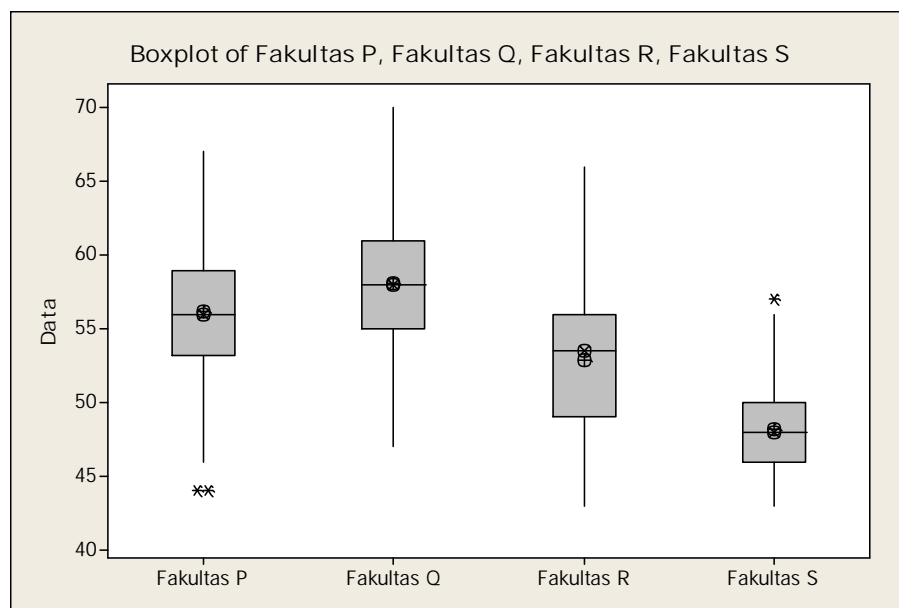 Boxplot of Fakultas P, Fakultas Q, Fakultas R, Fakultas S
70
65
60
55
50
45
40
Data
Fakultas P
Fakultas Q
Fakultas R
Fakultas S